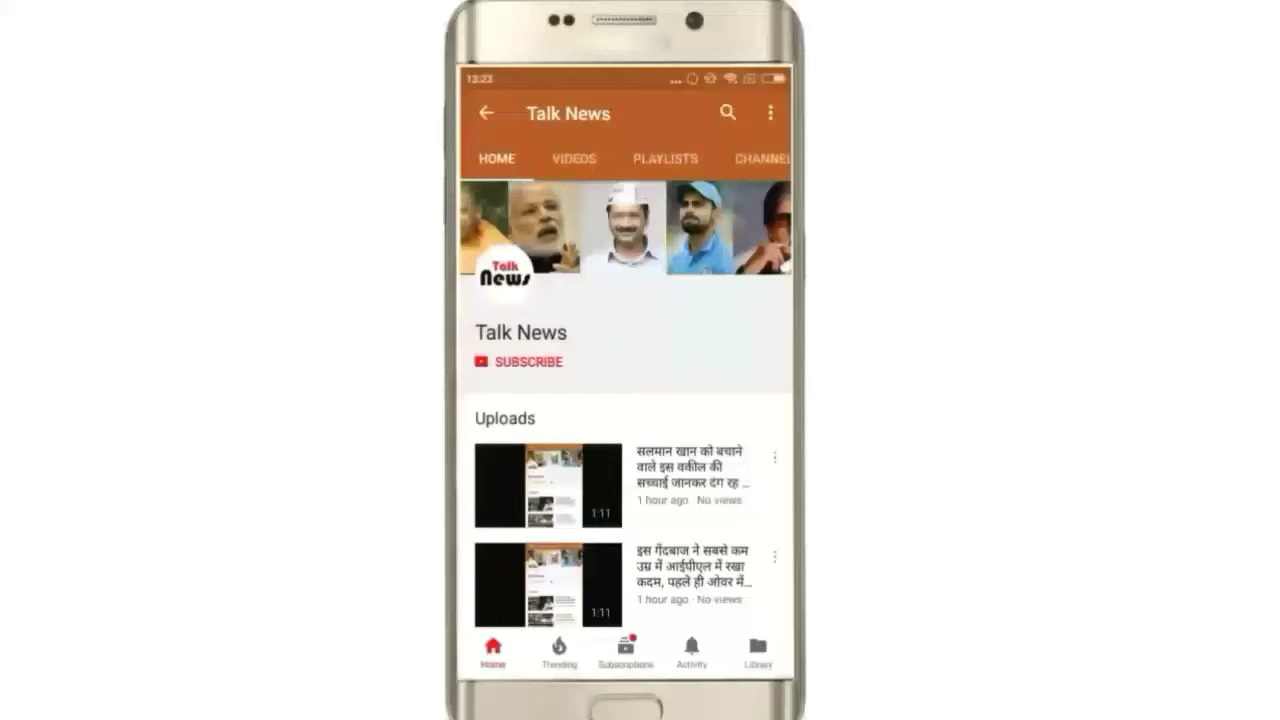 12:23
Talk News
HOME VIDEOS PLAYLISTS CHANNEL
Talk
News
Talk News
SUBSCRIBE
Uploads
सलमान खान को बचाने
वाले इस वकील की
सच्चाई जानकर दंग रह ...
1 hour ago · No views
1:11
इस गेंदबाज ने सबसे कम
उम्र में आईपीएल में रखा
कदम, पहले ही ओवर में...
1 hour ago · No views
1:11
Home Trending Subscriptions Activity Library